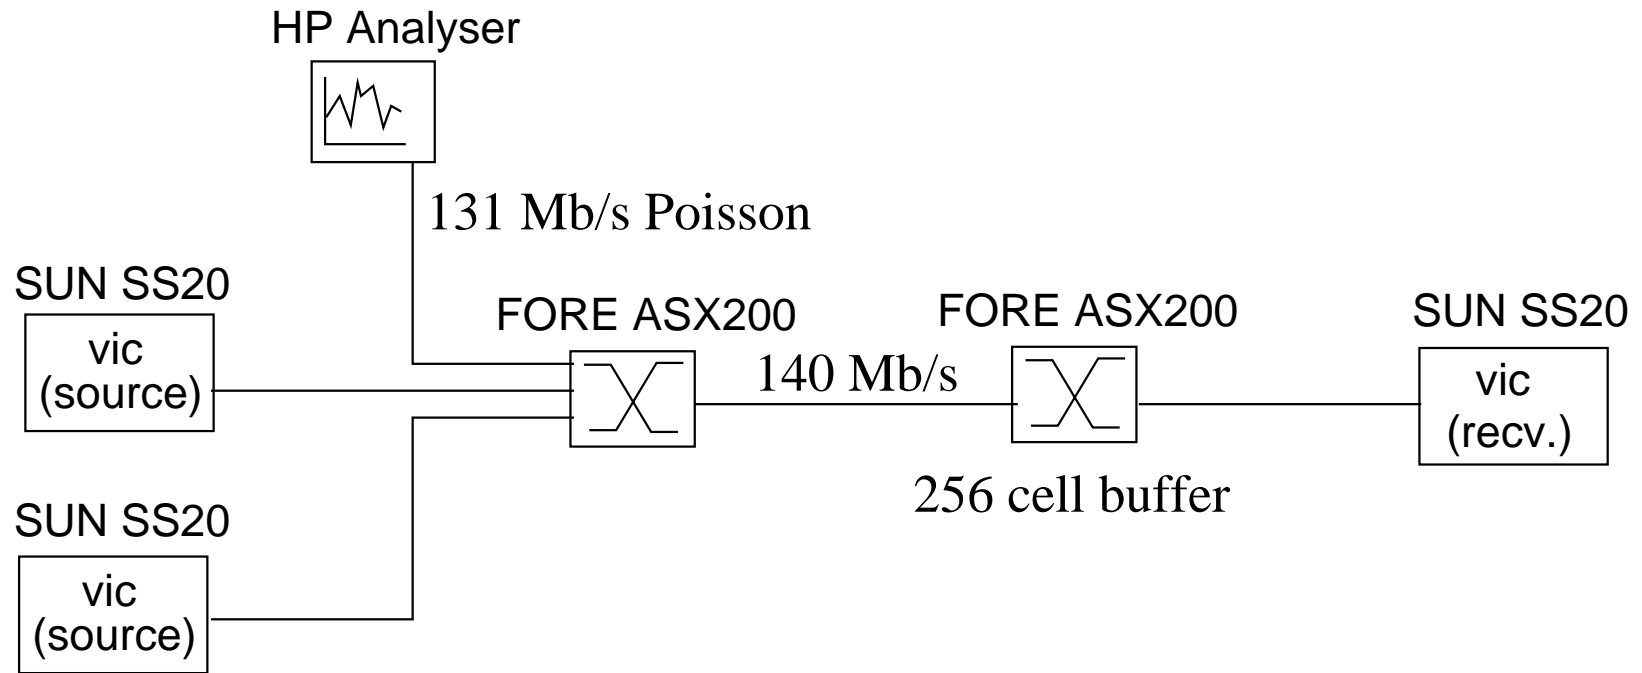 HP Analyser
131 Mb/s Poisson
SUN SS20
vic
(source)
FORE ASX200
140 Mb/s
FORE ASX200
256 cell buffer
SUN SS20
vic
(recv.)
SUN SS20
vic
(source)